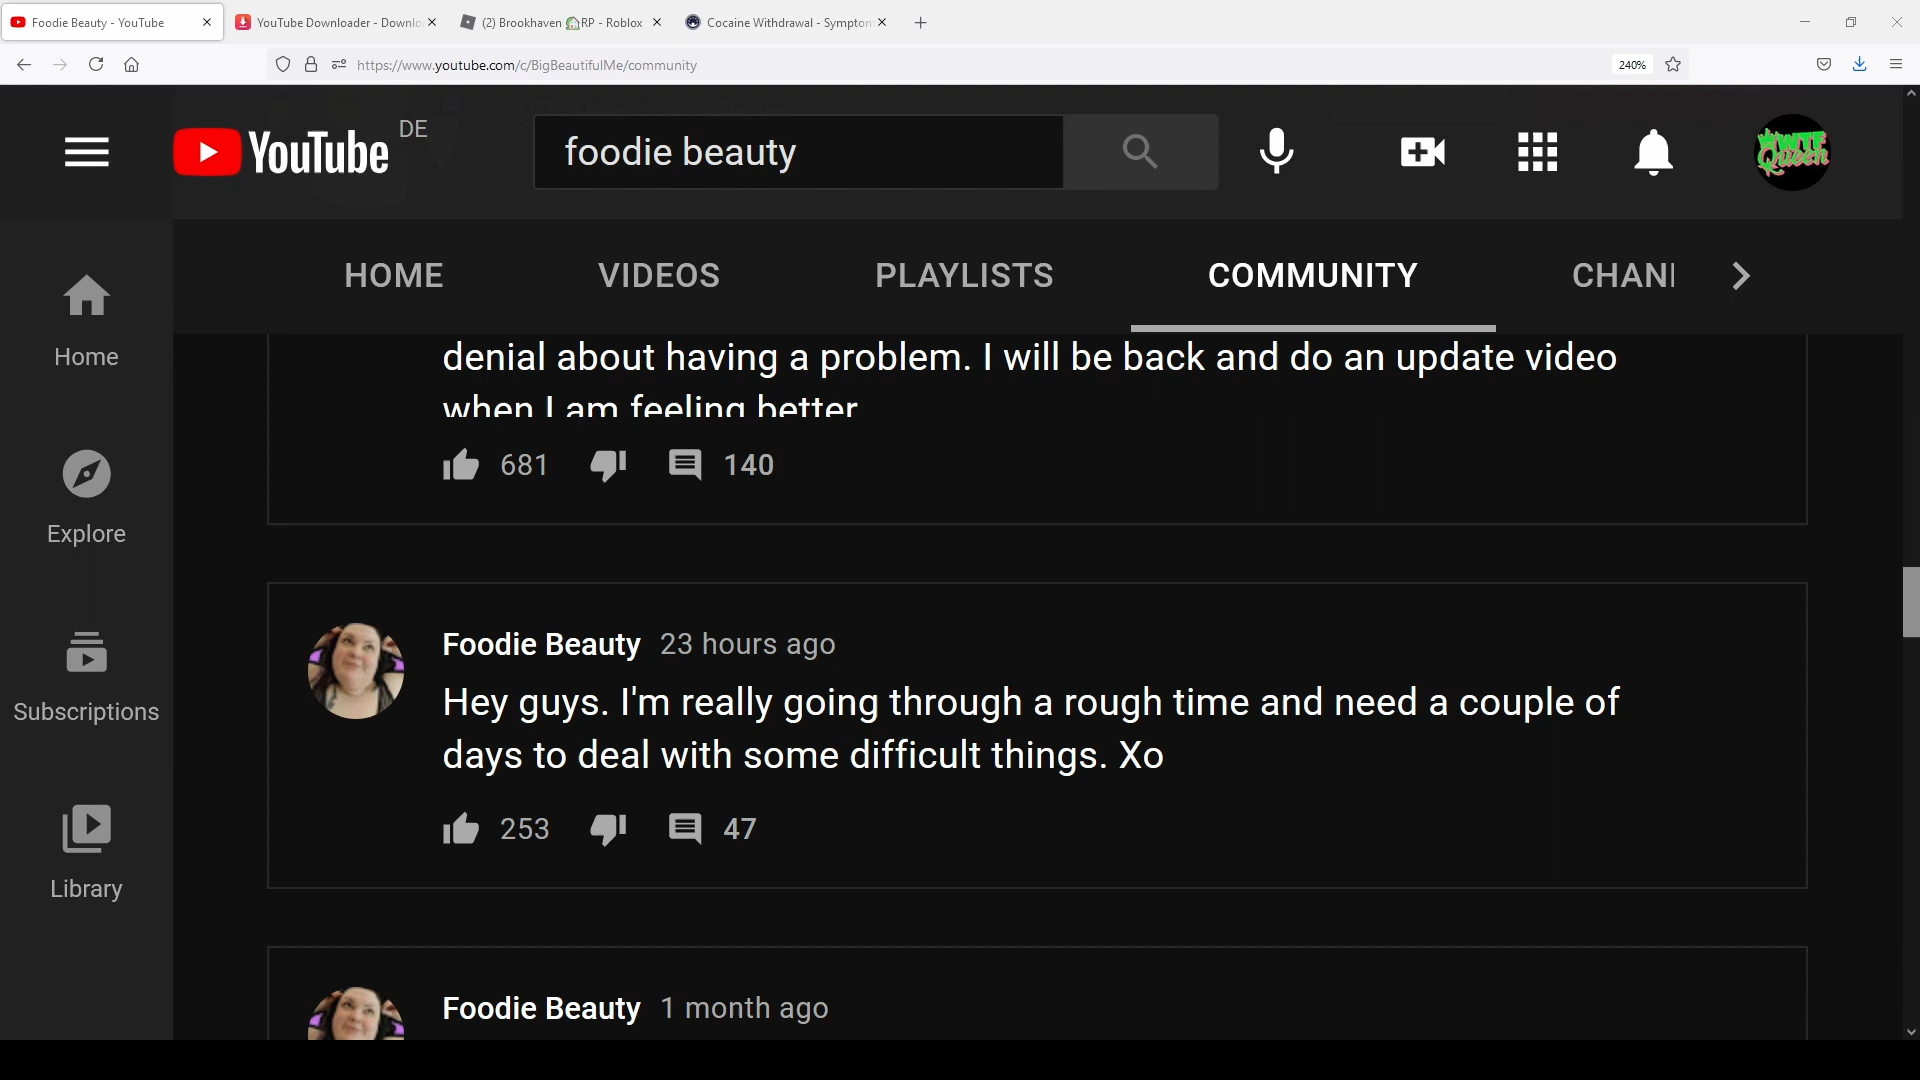 Foodie Beauty - YouTube
YouTube Downloader - Downlo
(2) Brookhaven RP - Roblox
Cocaine Withdrawal - Symptom
https://www.youtube.com/c/BigBeautifulMe/community
240%
YouTube DE
foodie beauty
WTF
Queen
HOME VIDEOS PLAYLISTS COMMUNITY CHAN
Home
Explore
Subscriptions
Library
denial about having a problem. I will be back and do an update video
when I am feeling better
681 140
Foodie Beauty 23 hours ago
Hey guys. I'm really going through a rough time and need a couple of
days to deal with some difficult things. Xo
253 47
Foodie Beauty 1 month ago